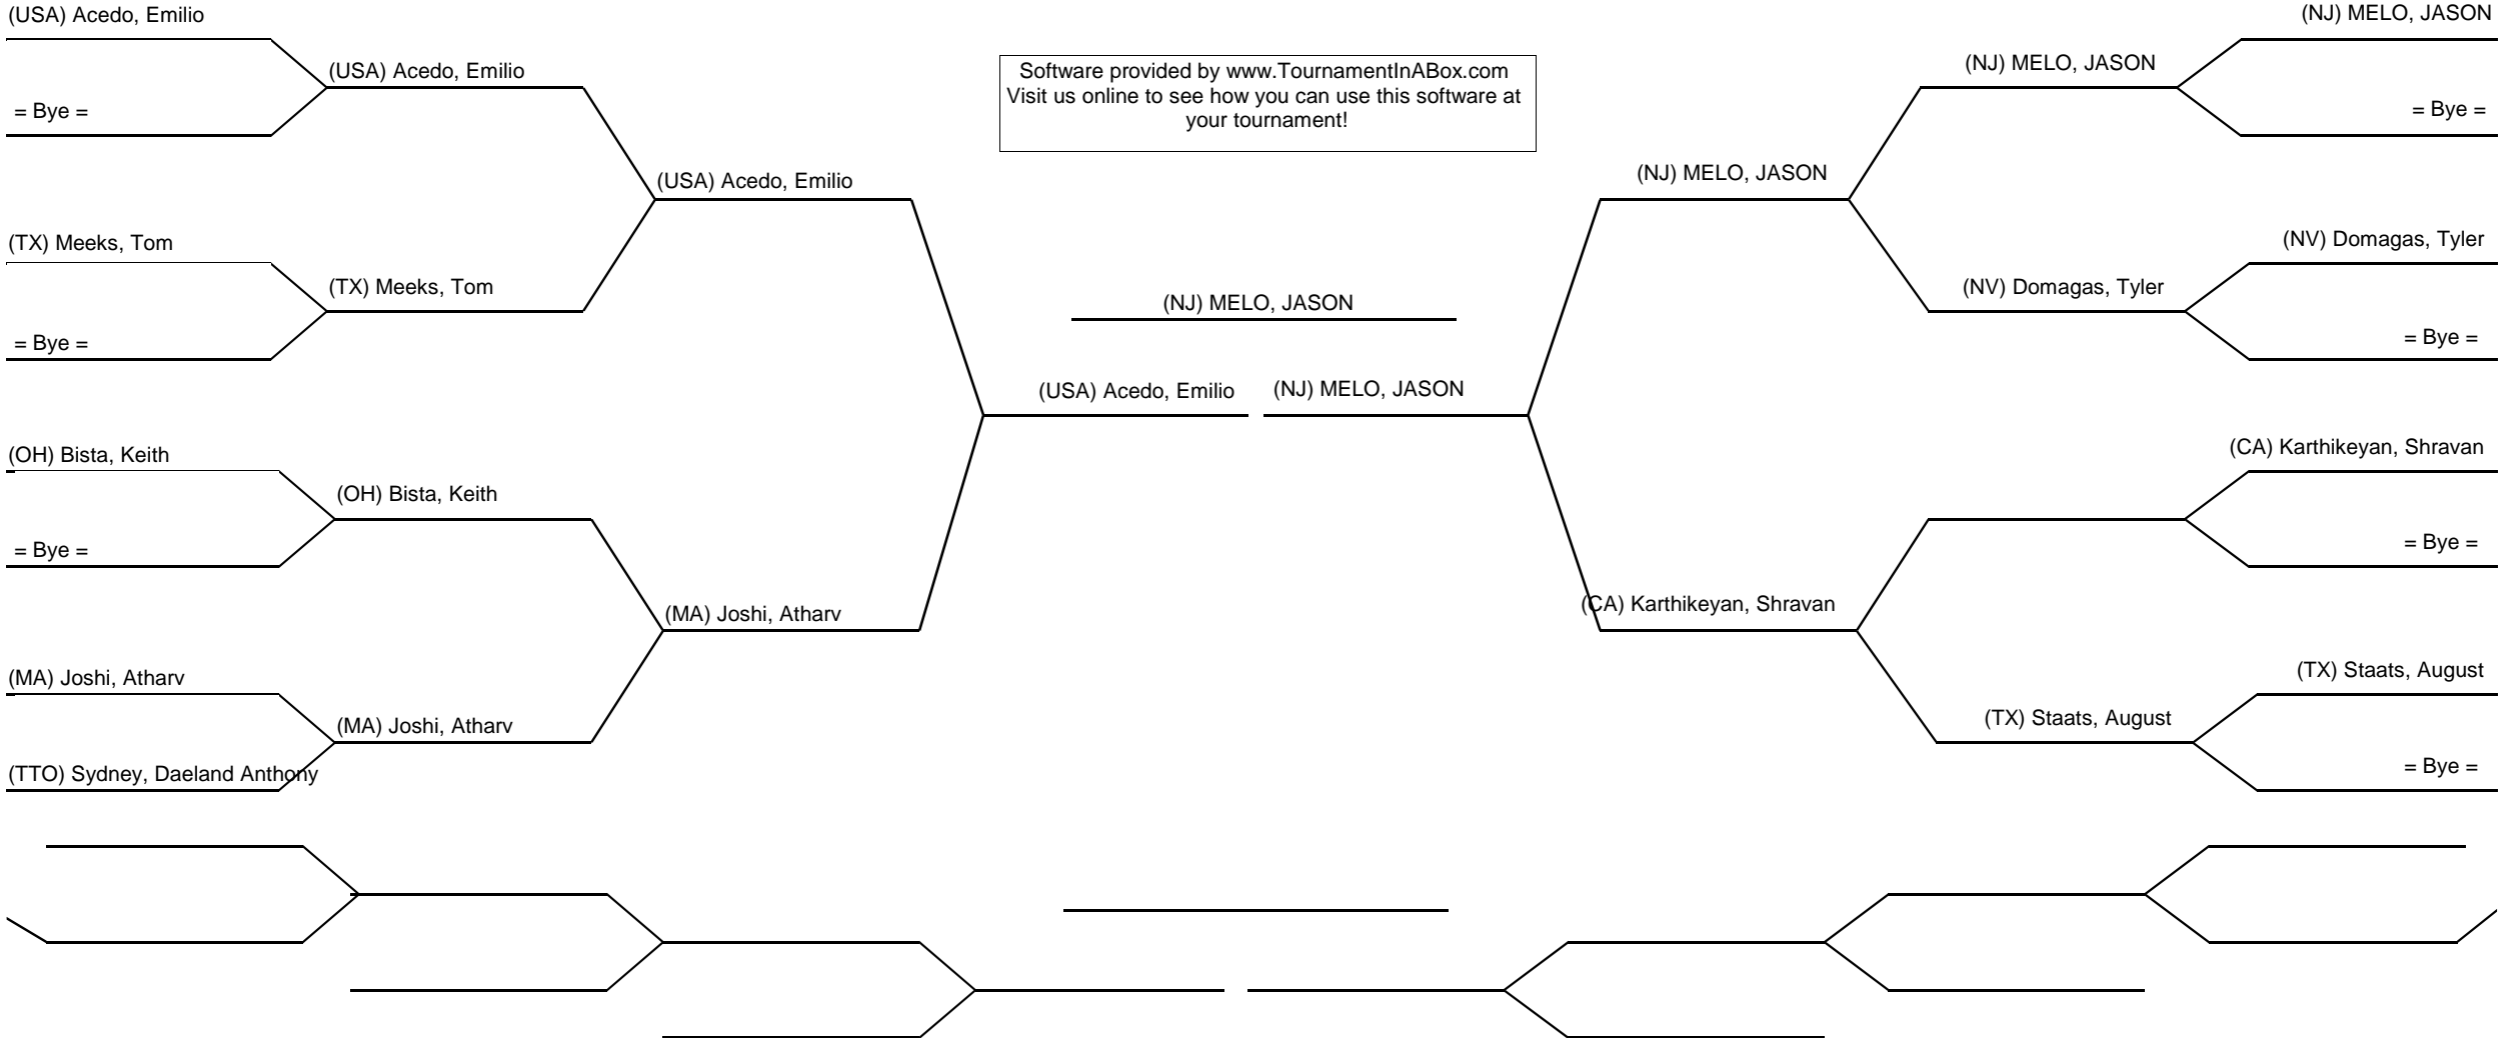 (USA) Acedo, Emilio
(USA) Acedo, Emilio
= Bye =
(USA) Acedo, Emilio
(TX) Meeks, Tom
(TX) Meeks, Tom
= Bye =
(OH) Bista, Keith
(OH) Bista, Keith
= Bye =
(MA) Joshi, Atharv
(MA) Joshi, Atharv
(MA) Joshi, Atharv
(TTO) Sydney, Daeland Anthony
Software provided by www.TournamentInABox.com
Visit us online to see how you can use this software at
your tournament!
(NJ) MELO, JASON
(USA) Acedo, Emilio
(NJ) MELO, JASON
(NJ) MELO, JASON
(NJ) MELO, JASON
= Bye =
(NJ) MELO, JASON
(NV) Domagas, Tyler
(NV) Domagas, Tyler
= Bye =
(CA) Karthikeyan, Shravan
= Bye =
(CA) Karthikeyan, Shravan
(TX) Staats, August
(TX) Staats, August
= Bye =